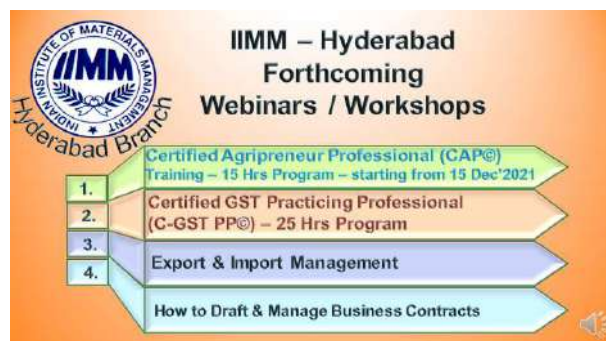 INDIAN INSTITUTE OF MATERIALS MANAGEMENT
IIMM
Hyderabad Branch
IIMM – Hyderabad
Forthcoming
Webinars / Workshops
1.
Certified Agripreneur Professional (CAP©)
Training – 15 Hrs Program – starting from 15 Dec'2021
2.
Certified GST Practicing Professional
(C-GST PP©) – 25 Hrs Program
3.
Export & Import Management
4.
How to Draft & Manage Business Contracts